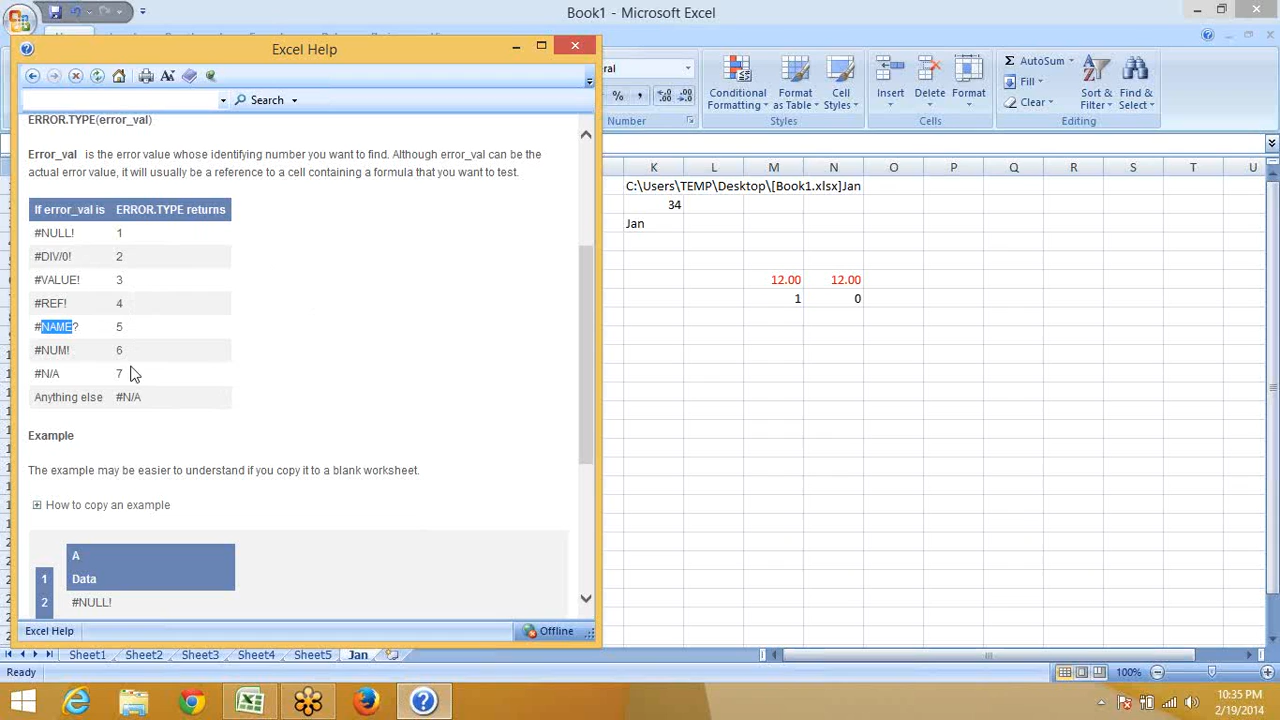 Book1 - Microsoft Excel
Excel Help
Search
ERROR.TYPE(error_val)
Error_val is the error value whose identifying number you want to find. Although error_val can be the
actual error value, it will usually be a reference to a cell containing a formula that you want to test.
If error_val is ERROR.TYPE returns
#NULL! 1
#DIV/0! 2
#VALUE! 3
#REF! 4
#NAME? 5
#NUM! 6
#N/A 7
Anything else #N/A
Example
The example may be easier to understand if you copy it to a blank worksheet.
How to copy an example
A
Data
1
2 #NULL!
Excel Help Offline
% ,
Number
Conditional Formatting
Format as Table
Cell Styles
Styles
Insert Delete Format
Cells
Σ AutoSum
Fill
Clear
Sort & Filter
Find & Select
Editing
K L M N O P Q R S T U
C:\Users\TEMP\Desktop\[Book1.xlsx]Jan
34
Jan
12.00 12.00
1 0
Sheet1 Sheet2 Sheet3 Sheet4 Sheet5 Jan
Ready 100%
10:35 PM
2/19/2014